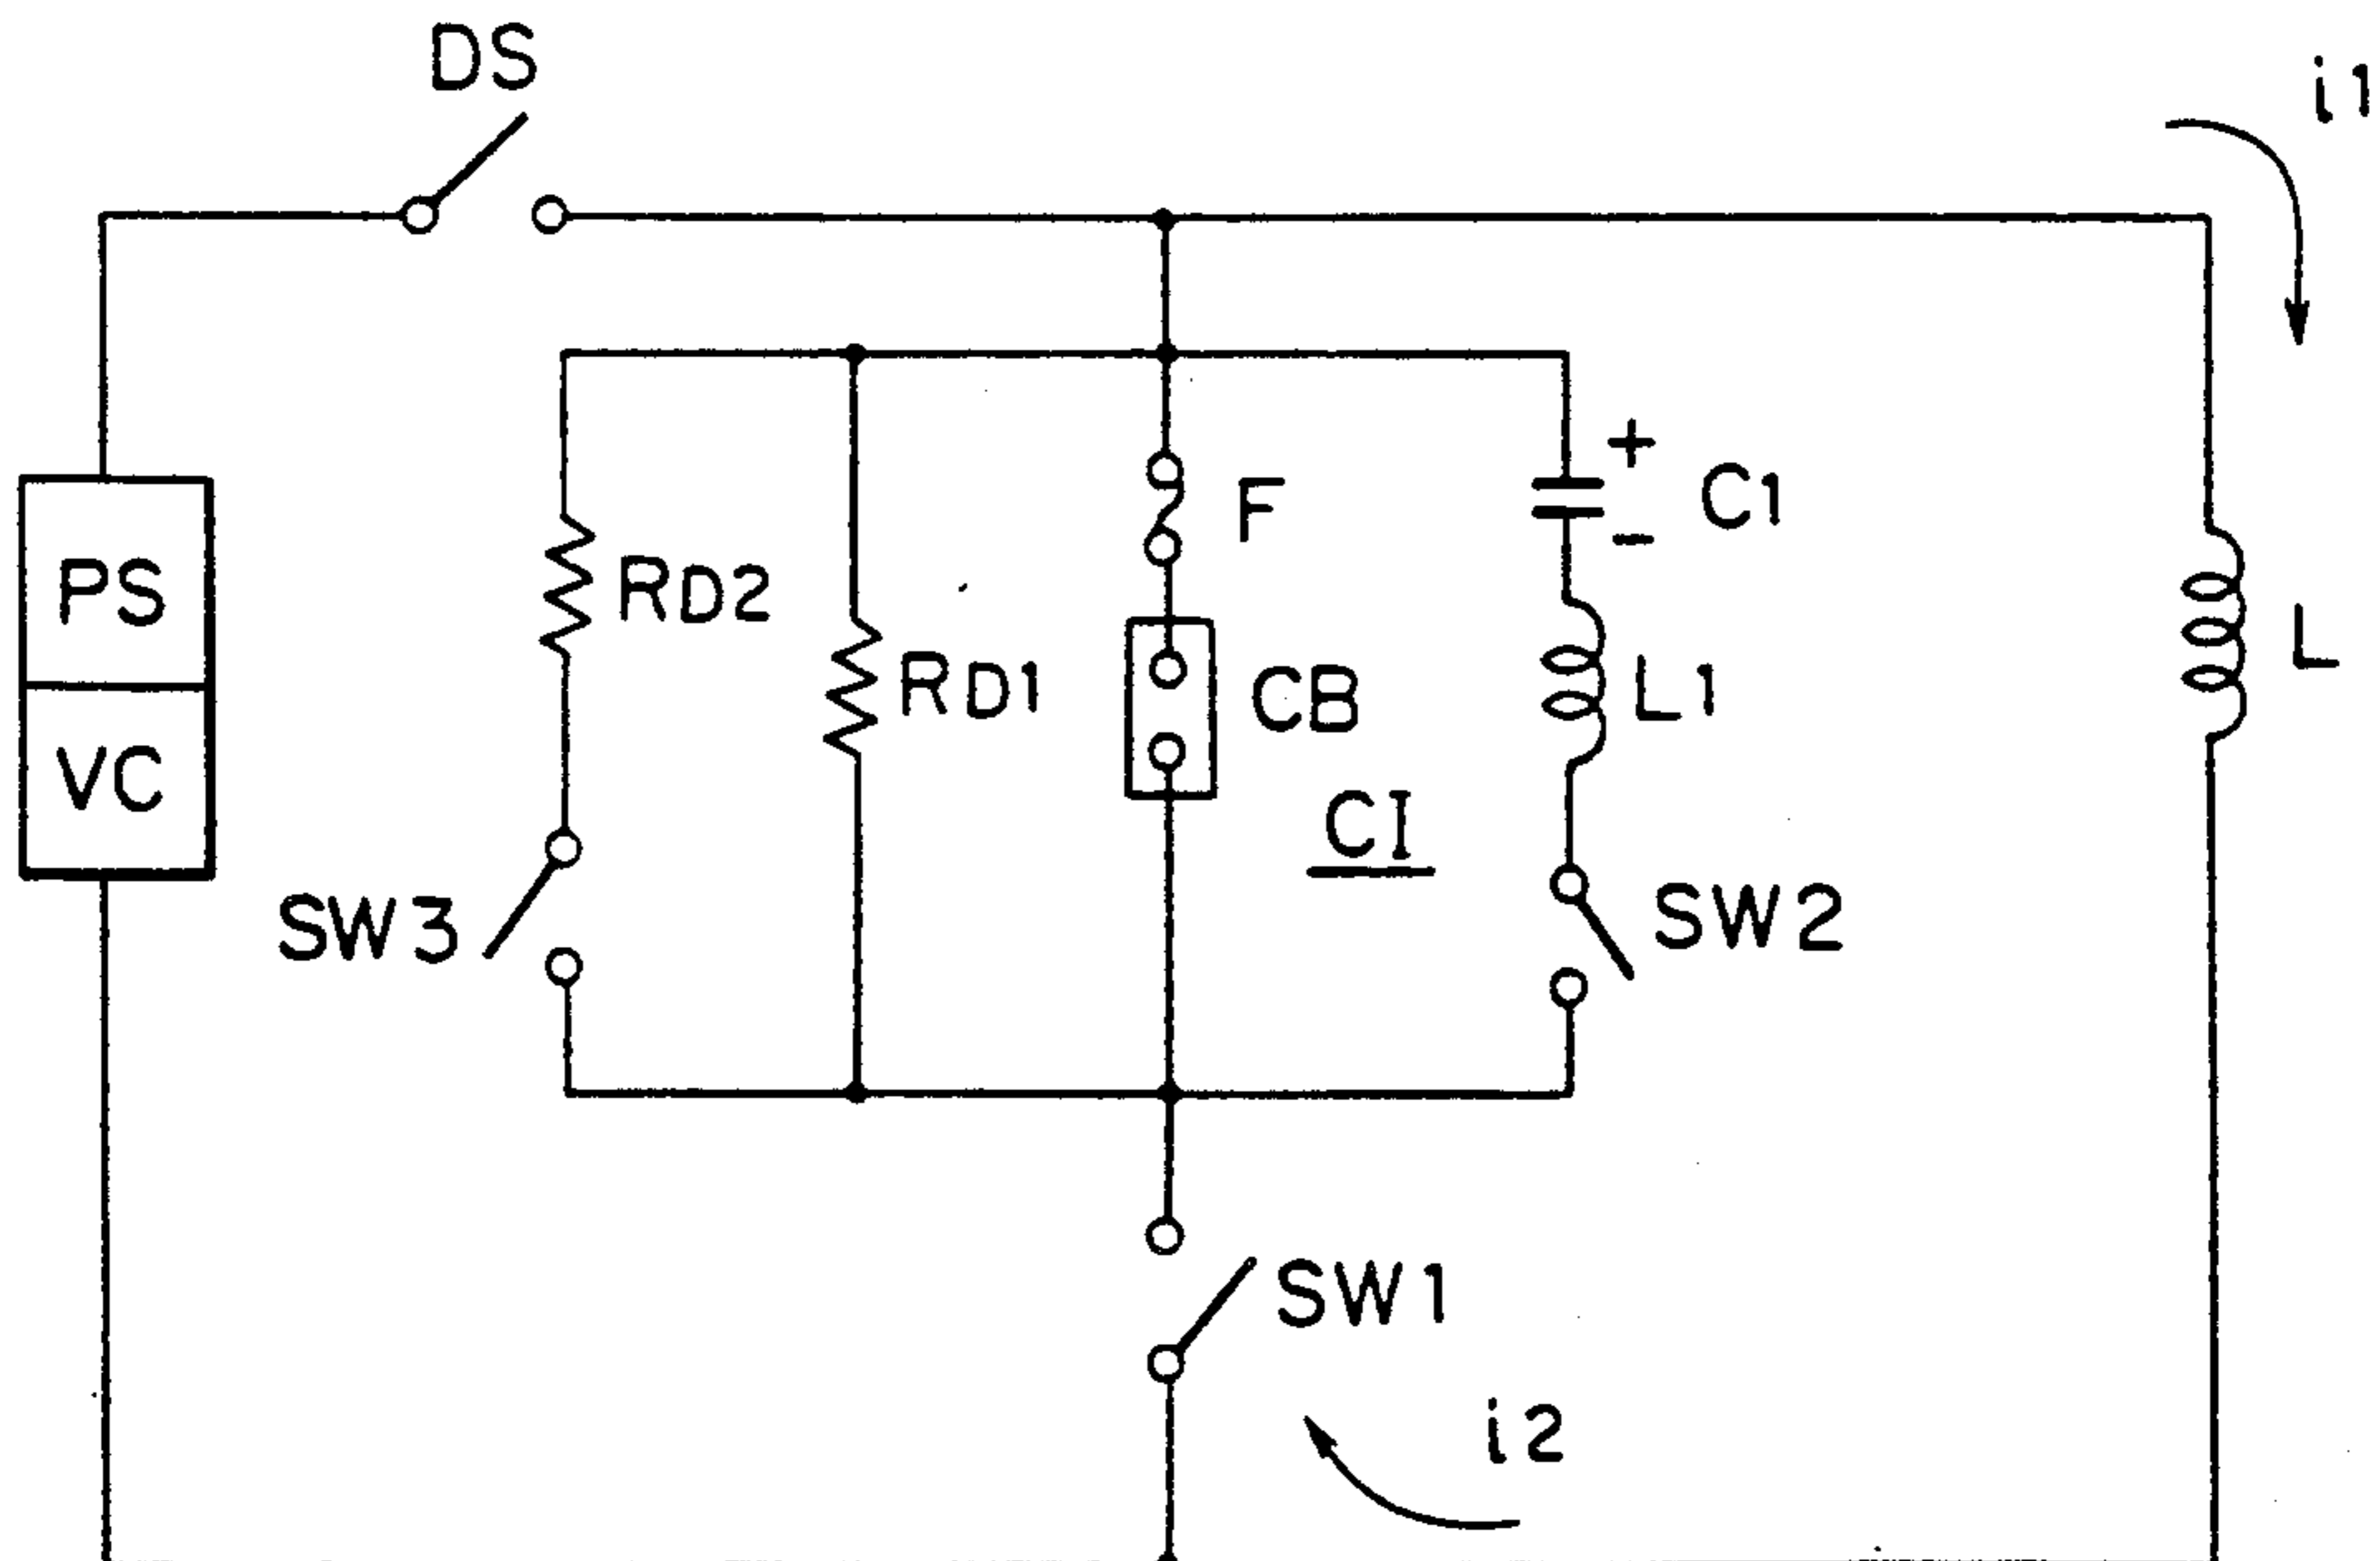 DS
i1
+
C1
-
F
PS
RD2
L
RD1
CB
L1
VC
CI
SW3
SW2
SW1
i2